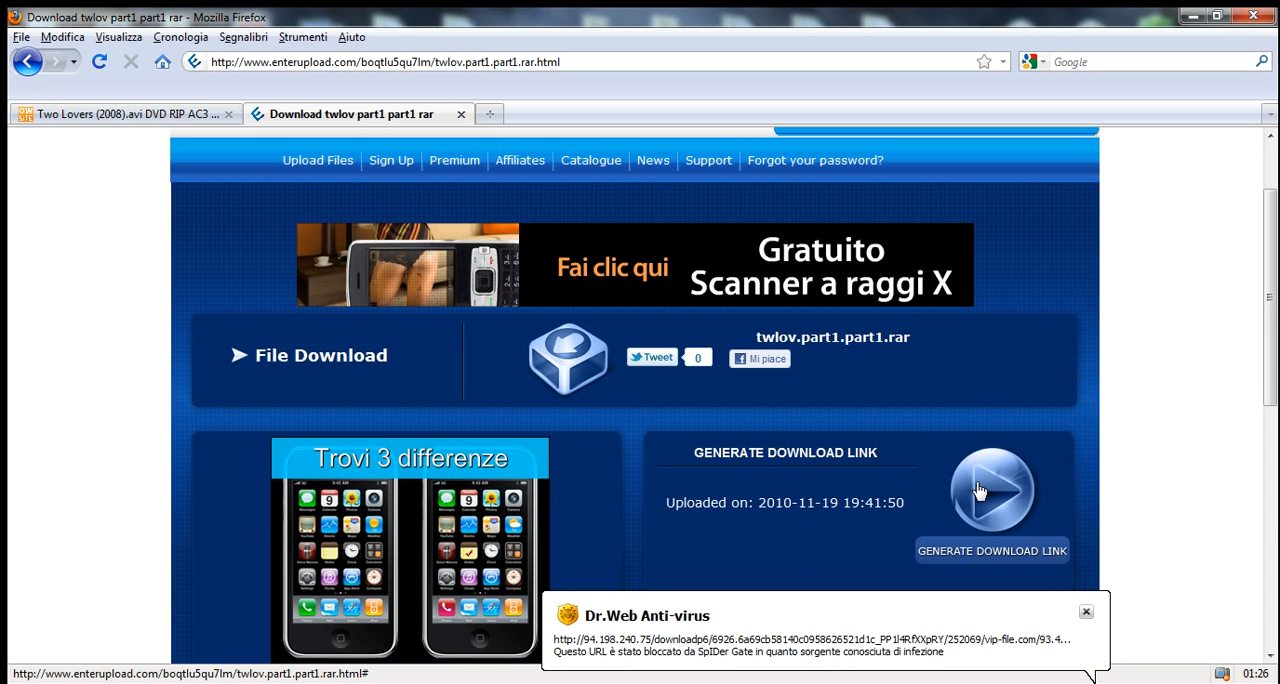 Download twlov part1 part1 rar - Mozilla Firefox
File Modifica Visualizza Cronologia Segnalibri Strumenti Aiuto
http://www.enterupload.com/boqtlu5qu7lm/twlov.part1.part1.rar.html
Google
Two Lovers (2008).avi DVD RIP AC3 ...
Download twlov part1 part1 rar
Upload Files Sign Up Premium Affiliates Catalogue News Support Forgot your password?
Fai clic qui
Gratuito
Scanner a raggi X
File Download
twlov.part1.part1.rar
Tweet 0
Mi piace
Trovi 3 differenze
GENERATE DOWNLOAD LINK
Uploaded on: 2010-11-19 19:41:50
GENERATE DOWNLOAD LINK
Dr.Web Anti-virus
http://94.198.240.75/downloadp6/6926.6a69cb58140c0958626521d1c_PP1l4RfXxpRY/252069/vip-file.com/93.4...
Questo URL è stato bloccato da SpIDer Gate in quanto sorgente conosciuta di infezione
http://www.enterupload.com/boqtlu5qu7lm/twlov.part1.part1.rar.html#
01:26